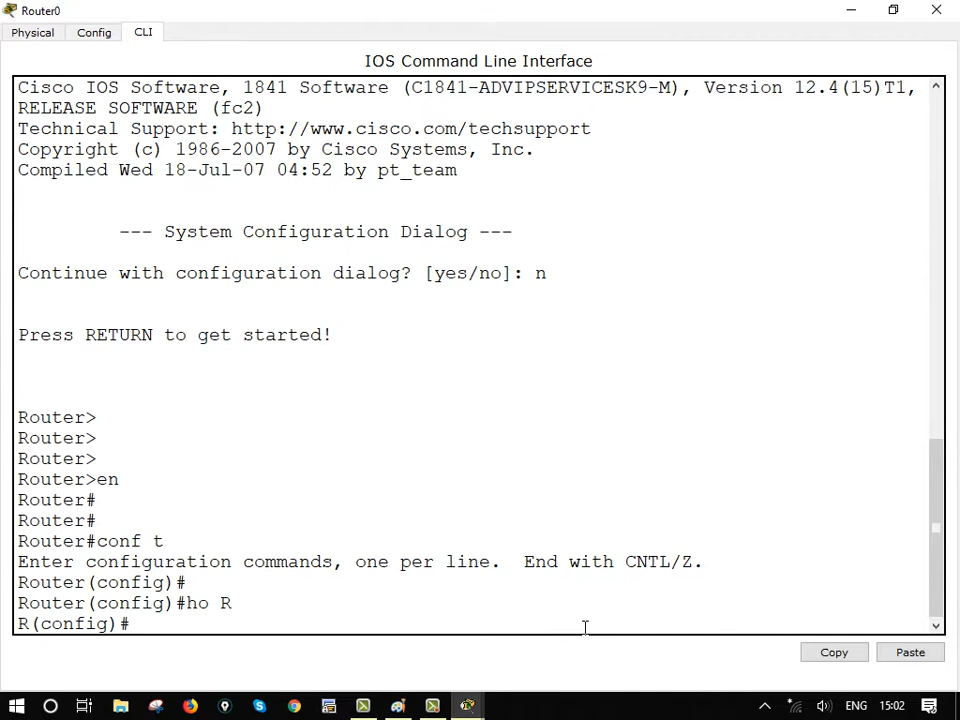 Router0
Physical Config CLI
IOS Command Line Interface
Cisco IOS Software, 1841 Software (C1841-ADVIPSERVICESK9-M), Version 12.4(15)T1,
RELEASE SOFTWARE (fc2)
Technical Support: http://www.cisco.com/techsupport
Copyright (c) 1986-2007 by Cisco Systems, Inc.
Compiled Wed 18-Jul-07 04:52 by pt_team
--- System Configuration Dialog ---
Continue with configuration dialog? [yes/no]: n
Press RETURN to get started!
Router>
Router>
Router>
Router>en
Router#
Router#
Router#conf t
Enter configuration commands, one per line.  End with CNTL/Z.
Router(config)#
Router(config)#ho R
R(config)#
Copy Paste
ENG 15:02